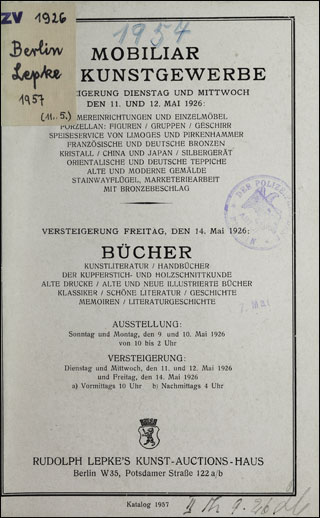 ZV 1926
Berlin
Lepke
1957
(11. 5.)
1954
MOBILIAR
KUNSTGEWERBE
STEIGERUNG DIENSTAG UND MITTWOCH
DEN 11. UND 12. MAI 1926:
MEREINRICHTUNGEN UND EINZELMÖBEL
PORZELLAN: FIGUREN / GRUPPEN / GESCHIRR
SPEISESERVICE VON LIMOGES UND PIRKENHAMMER
FRANZÖSISCHE UND DEUTSCHE BRONZEN
KRISTALL / CHINA UND JAPAN / SILBERGERÄT
ORIENTALISCHE UND DEUTSCHE TEPPICHE
ALTE UND MODERNE GEMÄLDE
STAINWAYFLÜGEL, MARKETERIEARBEIT
MIT BRONZEBESCHLAG
VERSTEIGERUNG FREITAG, DEN 14. MAI 1926:
BÜCHER
KUNSTLITERATUR / HANDBÜCHER
DER KUPFERSTICH- UND HOLZSCHNITTKUNDE
ALTE DRUCKE / ALTE UND NEUE ILLUSTRIERTE BÜCHER
KLASSIKER / SCHÖNE LITERATUR / GESCHICHTE
MEMOIREN / LITERATURGESCHICHTE
AUSSTELLUNG:
Sonntag und Montag, den 9. und 10. Mai 1926
von 10 bis 2 Uhr
VERSTEIGERUNG:
Dienstag und Mittwoch, den 11. und 12. Mai 1926
und Freitag, den 14. Mai 1926
a) Vormittags 10 Uhr b) Nachmittags 4 Uhr
RUDOLPH LEPKE'S KUNST-AUCTIONS-HAUS
Berlin W35, Potsdamer Straße 122 a/b
Katalog 1957